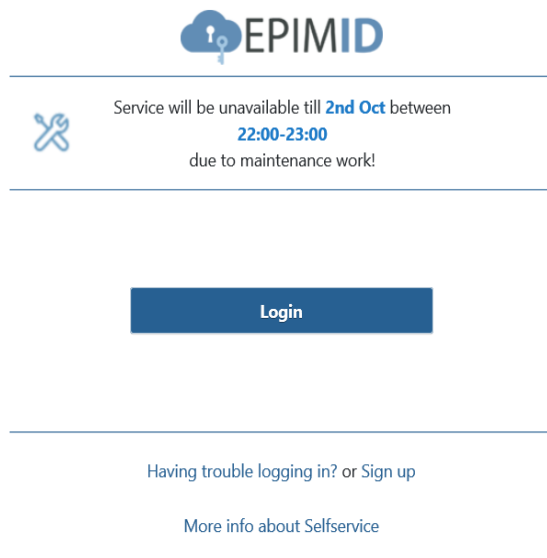 EPIMID
Service will be unavailable till 2nd Oct between
22:00-23:00
due to maintenance work!
Login
Having trouble logging in? or Sign up
More info about Selfservice